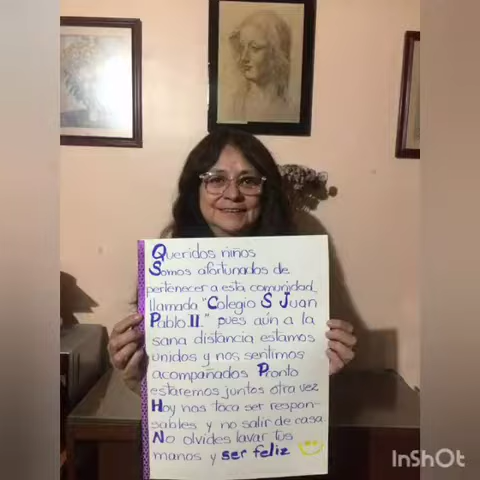 Queridos niños
Somos afortunados de
pertenecer a esta comunidad
llamada "Colegio S Juan
Pablo.II." pues aún a la
sana distancia estamos
unidos y nos sentimos
acompañados Pronto
estaremos juntos otra vez
Hoy nos toca ser respon-
sables y no salir de casa
No olvides lavar tus
manos y ser feliz
InShOt